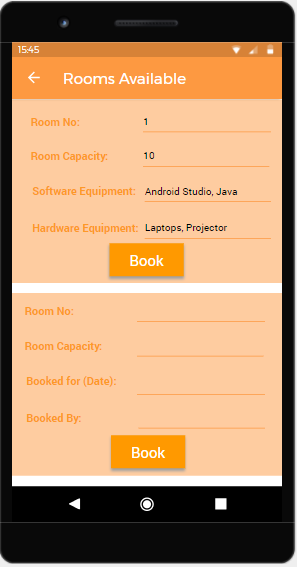 15:45
Rooms Available
Room No: 1
Room Capacity: 10
Software Equipment: Android Studio, Java
Hardware Equipment: Laptops, Projector
Book
Room No:
Room Capacity:
Booked for (Date):
Booked By:
Book